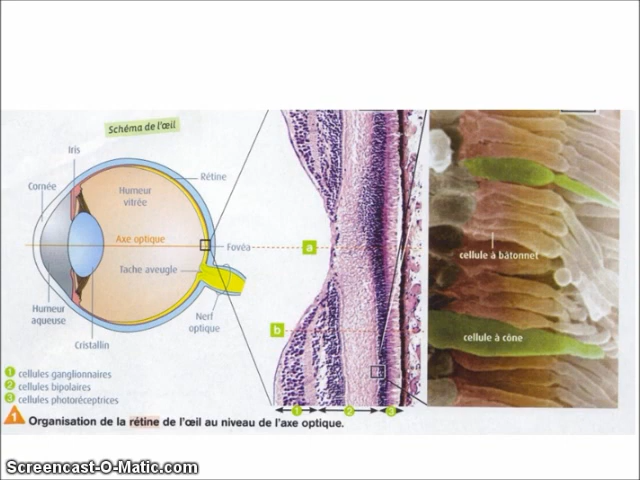 Schéma de l'œil
Iris
Rétine
Cornée
Humeur
vitrée
Axe optique
Fovéa
a
cellule à bâtonnet
Tache aveugle
Humeur
aqueuse
Nerf
optique
b
cellule à cône
Cristallin
1 cellules ganglionnaires
2 cellules bipolaires
3 cellules photoréceptrices
1 2 3
1 Organisation de la rétine de l'œil au niveau de l'axe optique.
Screencast-O-Matic.com